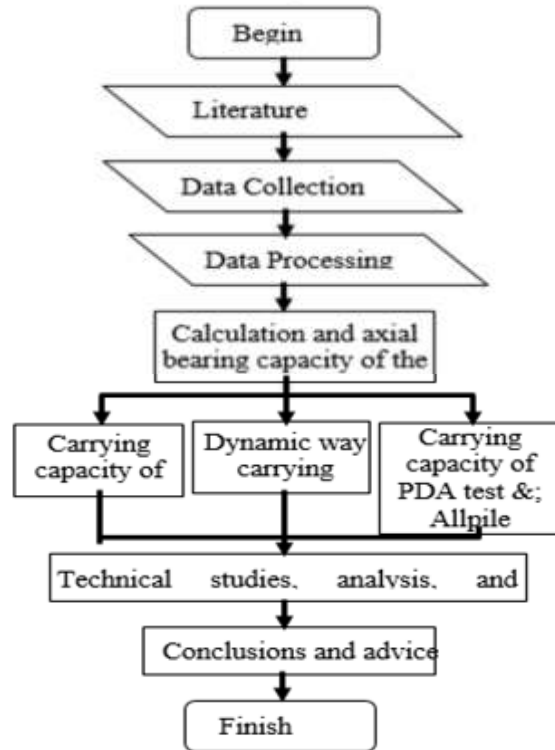 Begin
Literature
Data Collection
Data Processing
Calculation and axial
bearing capacity of the
Carrying
capacity of
Dynamic way
carrying
Carrying
capacity of
PDA test &;
Allpile
Technical studies, analysis, and
Conclusions and advice
Finish